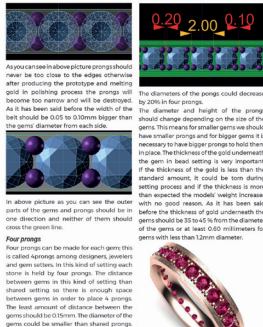 As you can see in above picture prongs should
never be too close to the edges otherwise
after producing the prototype and melting
gold in polishing process the prongs will
become too narrow and will be destroyed.
As it has been said before the width of the
belt should be 0.05 to 0.10mm bigger than
the gems' diameter from each side.
In above picture as you can see the outer
parts of the gems and prongs should be in
one direction and neither of them should
cross the green line.
Four prangs
Four prangs can be made for each gem; this
is called 4prongs among designers, jewelers
and gem setters. In this kind of setting each
stone is held by four prongs. The distance
between gems in this kind of setting than
shared setting so there is enough space
between gems in order to place 4 prongs.
The least amount of distance between the
gems should be 0.15mm. The diameter of the
gems could be smaller than shared prongs.
0.20 2.00 0.10
The diameters of the pongs could decrease
by 20% in four prongs.
The diameter and height of the prongs
should change depending on the size of the
gems. This means for smaller gems we should
have smaller prongs and for bigger gems it i
necessary to have bigger prongs to hold them
in place. The thickness of the gold underneath
the gem in bead setting is very important
If the thickness of the gold is less than the
standard amount, it could be torn during
setting process and if the thickness is more
than expected the models' weight increase
with no good reason. As it has been said
before the thickness of gold underneath the
gems should be 35 to 45 % from the diameter
of the gems or at least 0.60 millimeters for
gems with less than 1.2mm diameter.